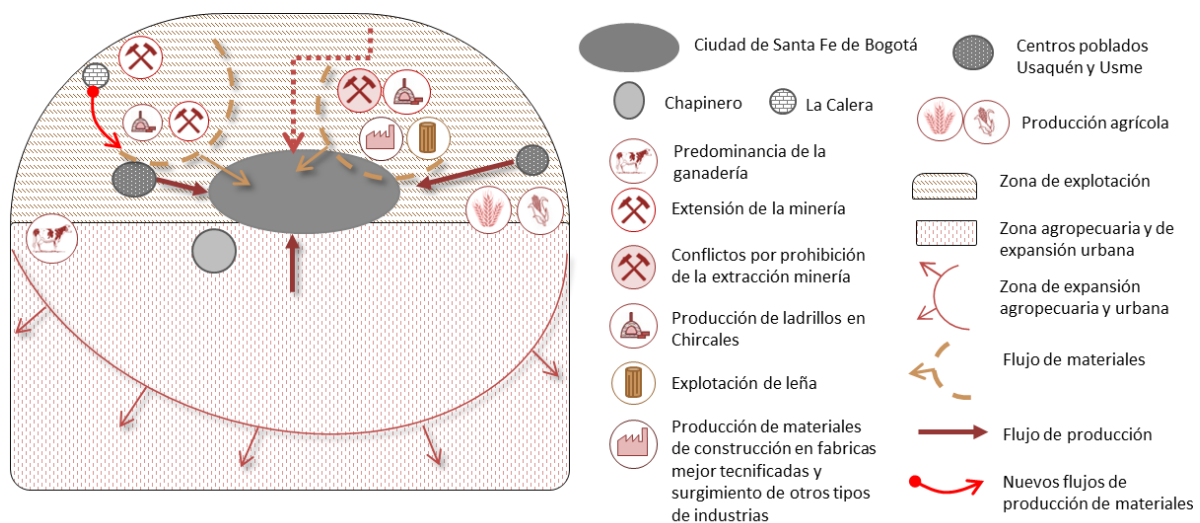 Ciudad de Santa Fe de Bogotá
Centros poblados
Usaquén y Usme
Chapinero
La Calera
Producción agrícola
Predominancia de la
ganadería
Extensión de la minería
Conflictos por prohibición
de la extracción minería
Producción de ladrillos en
Chircales
Explotación de leña
Producción de materiales
de construcción en fabricas
mejor tecnificadas y
surgimiento de otros tipos
de industrias
Zona de explotación
Zona agropecuaria y de
expansión urbana
Zona de expansión
agropecuaria y urbana
Flujo de materiales
Flujo de producción
Nuevos flujos de
producción de materiales